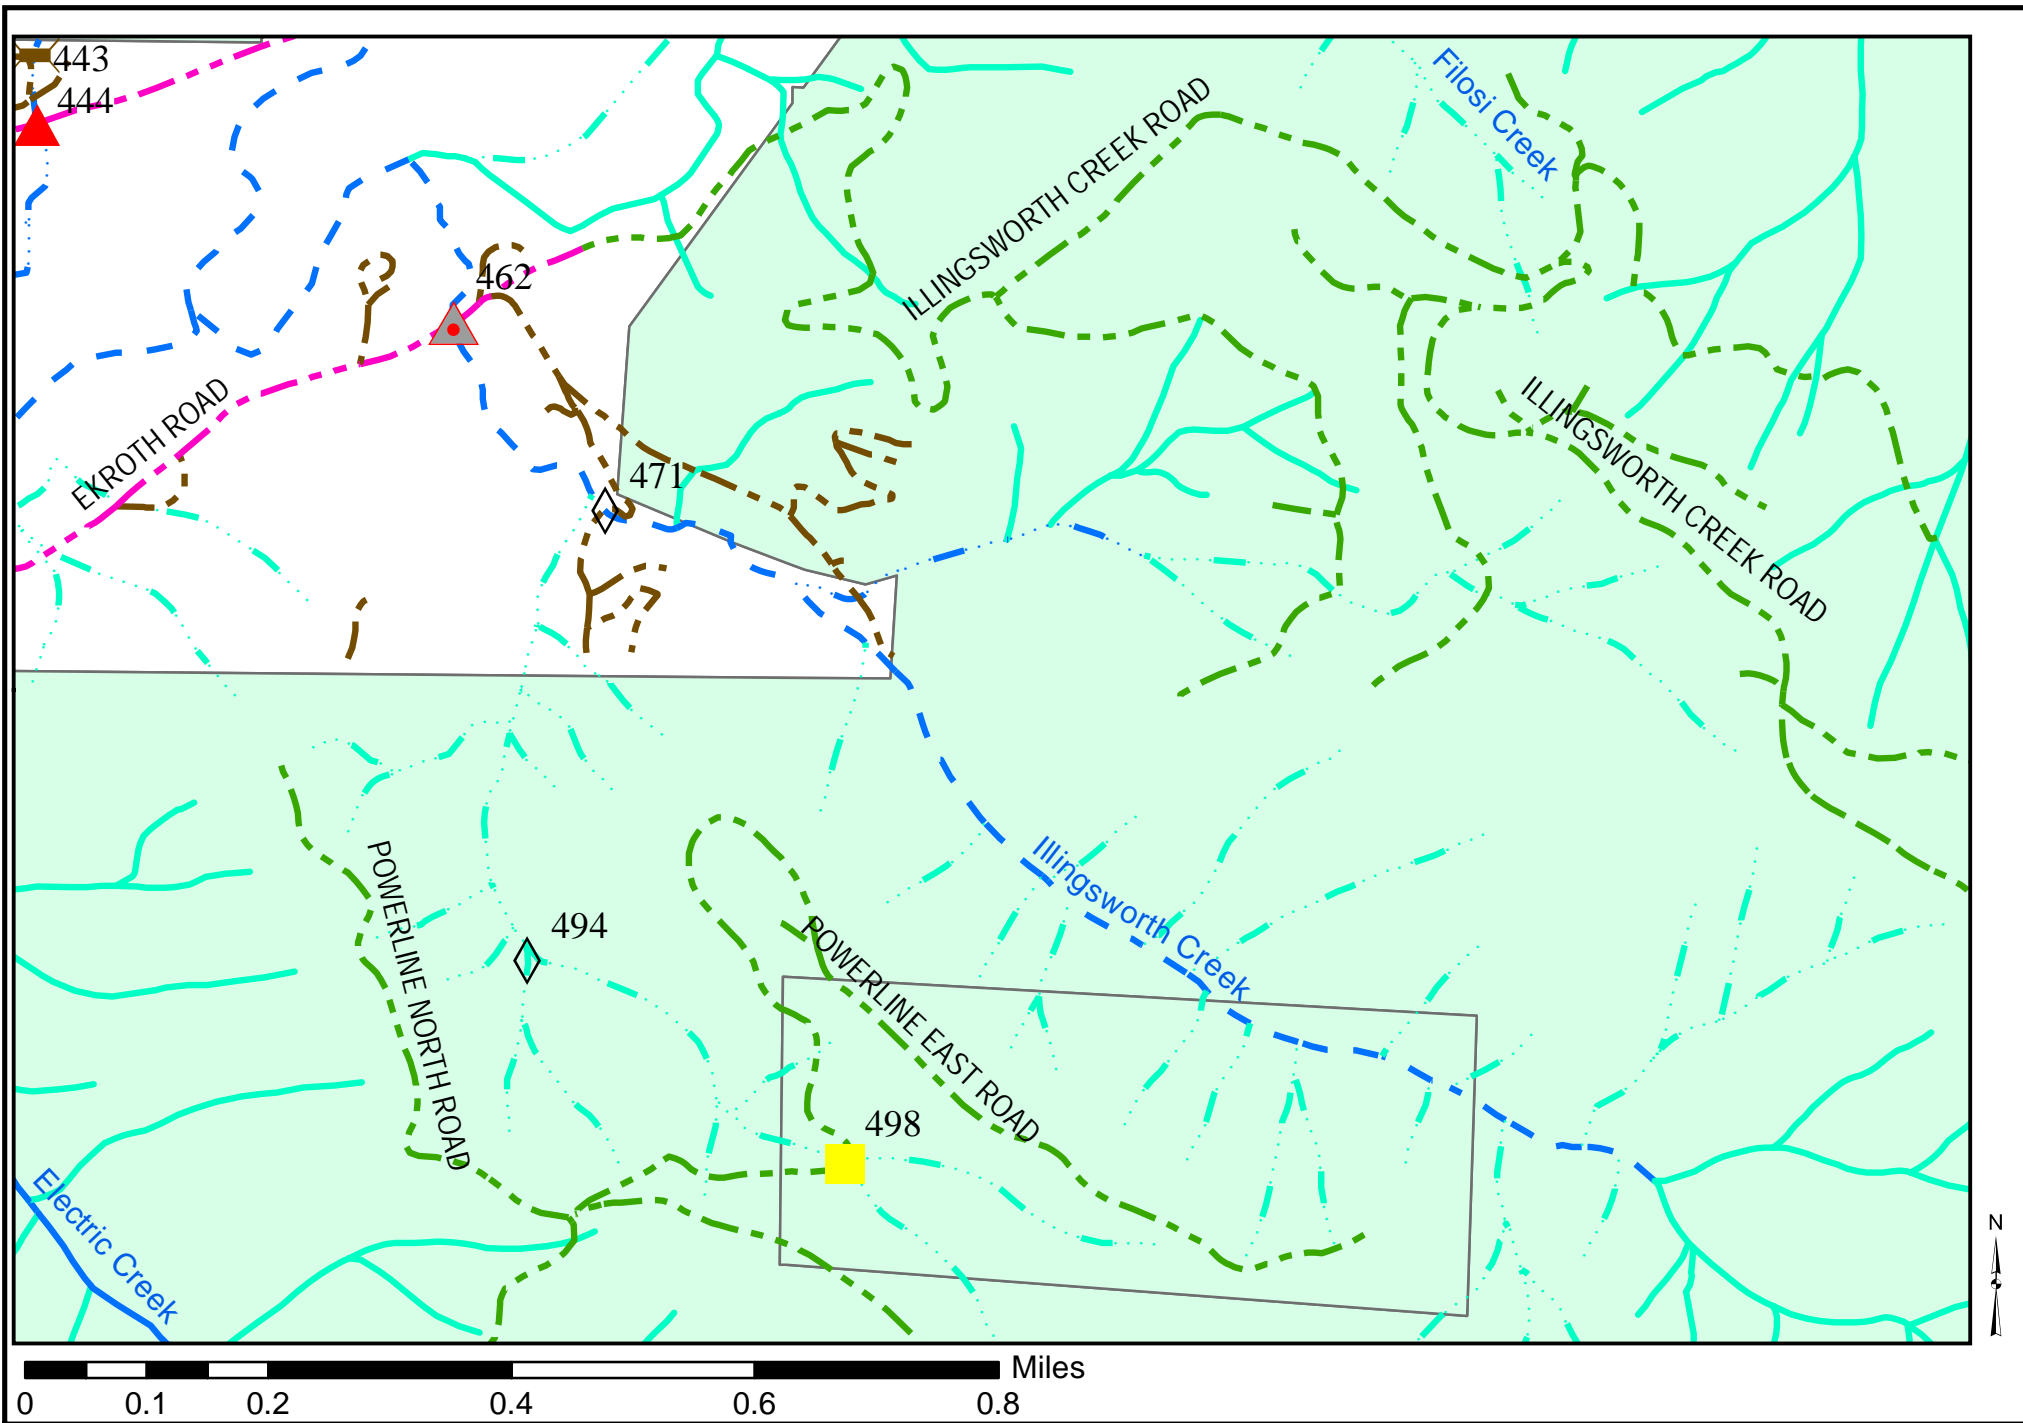 443
444
Filosi Creek
ILLINGSWORTH CREEK ROAD
462
EKROTH ROAD
471
ILLINGSWORTH CREEK ROAD
POWERLINE NORTH ROAD
Illingsworth Creek
494
POWERLINE EAST ROAD
498
Electric Creek
N
Miles
0 0.1 0.2 0.4 0.6 0.8